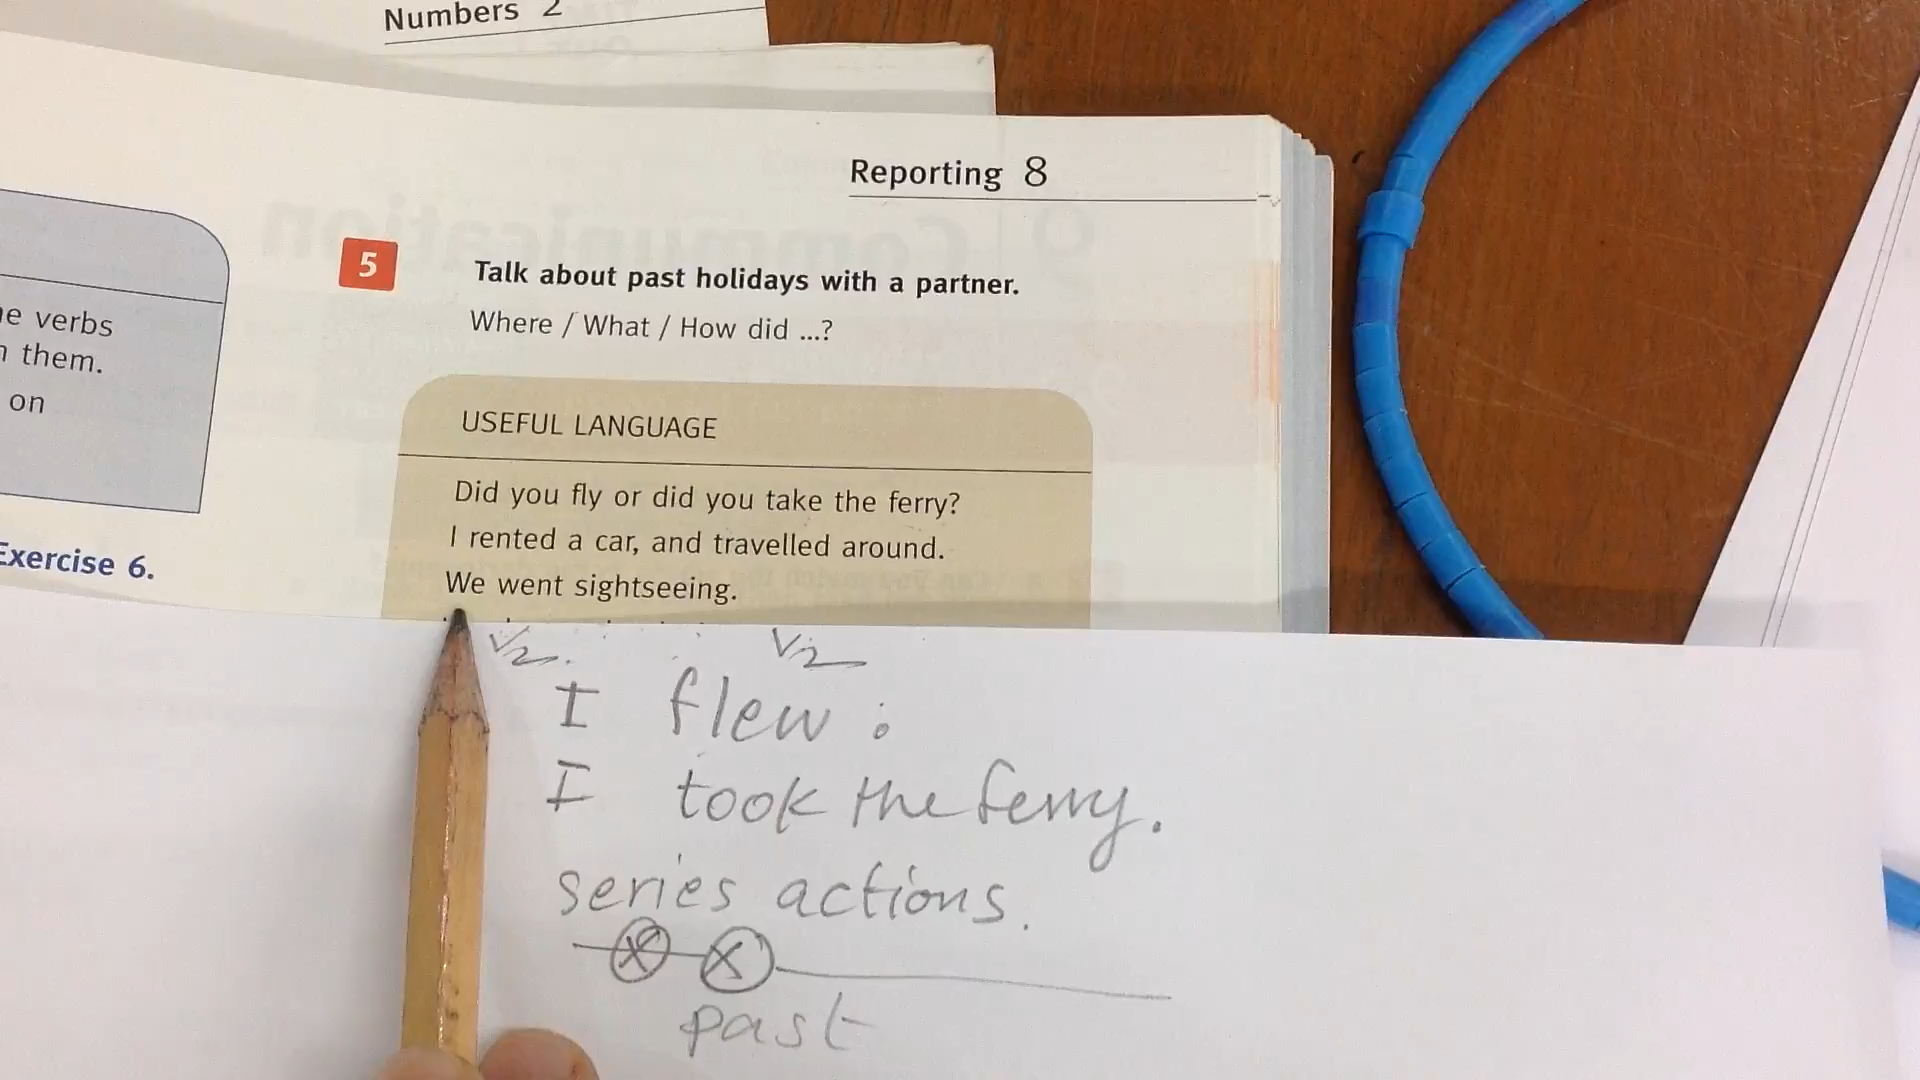 Numbers 2
Reporting 8
5 Talk about past holidays with a partner.
Where / What / How did ...?
e verbs
them.
on
Exercise 6.
USEFUL LANGUAGE
Did you fly or did you take the ferry?
I rented a car, and travelled around.
We went sightseeing.
V2. V2
I flew.
I took the ferry.
series actions.
past